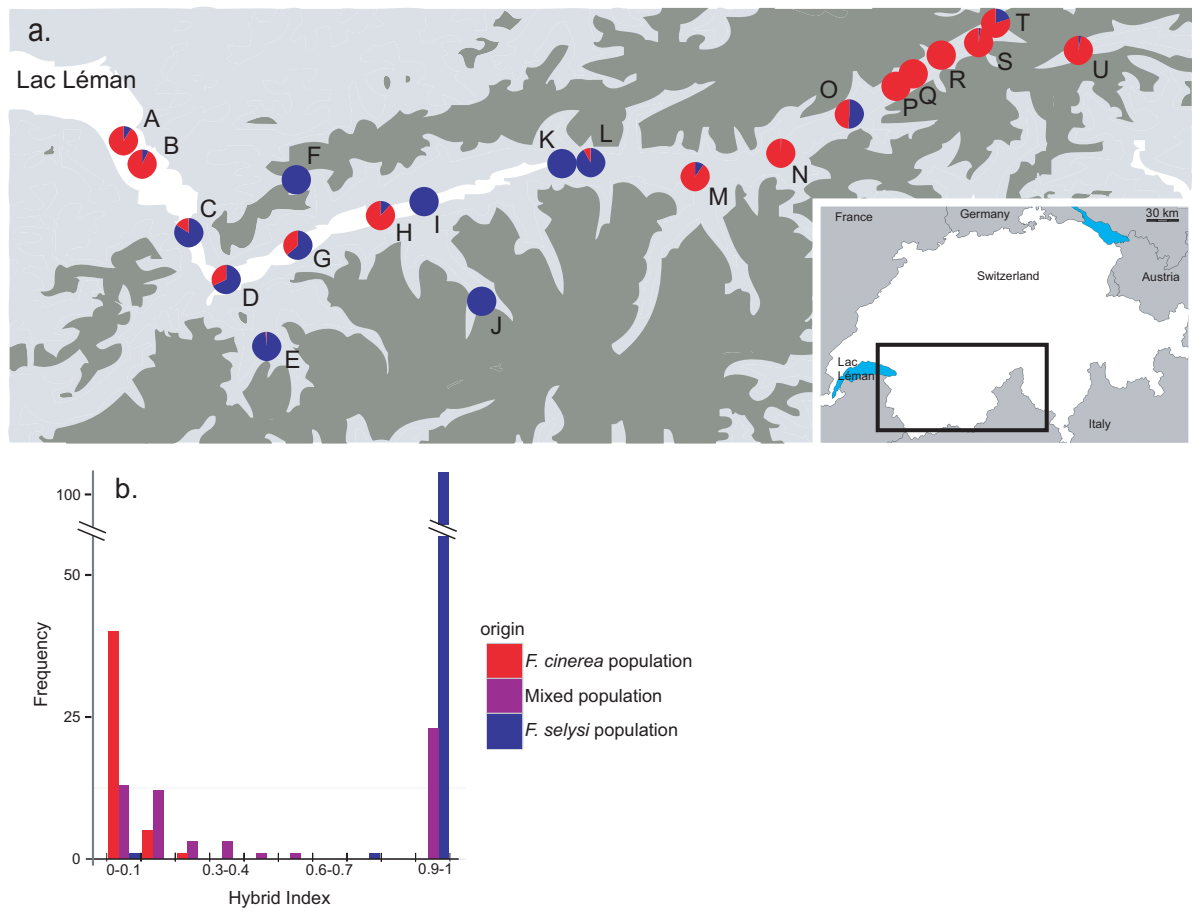 a.
Lac Léman
A
B
C
D
E
F
G
H
I
J
K
L
M
N
O
P
Q
R
S
T
U
France
Germany
30 km
Switzerland
Austria
Lac
Léman
Italy
b.
100
50
25
0
Frequency
0-0.1
0.3-0.4
0.6-0.7
0.9-1
Hybrid Index
origin
F. cinerea population
Mixed population
F. selysi population